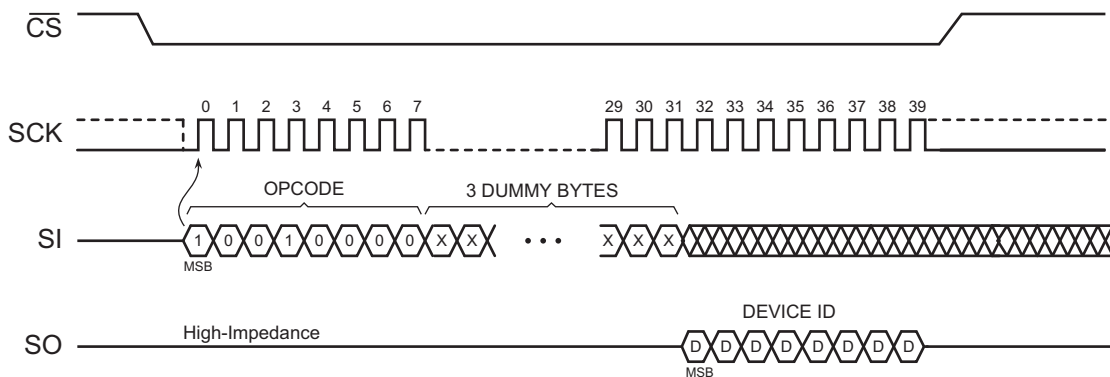 CS
0 1 2 3 4 5 6 7 29 30 31 32 33 34 35 36 37 38 39
SCK
OPCODE 3 DUMMY BYTES
SI 1 0 0 1 0 0 0 0 X X • • • X X X
MSB
DEVICE ID
High-Impedance
SO D D D D D D D D
MSB